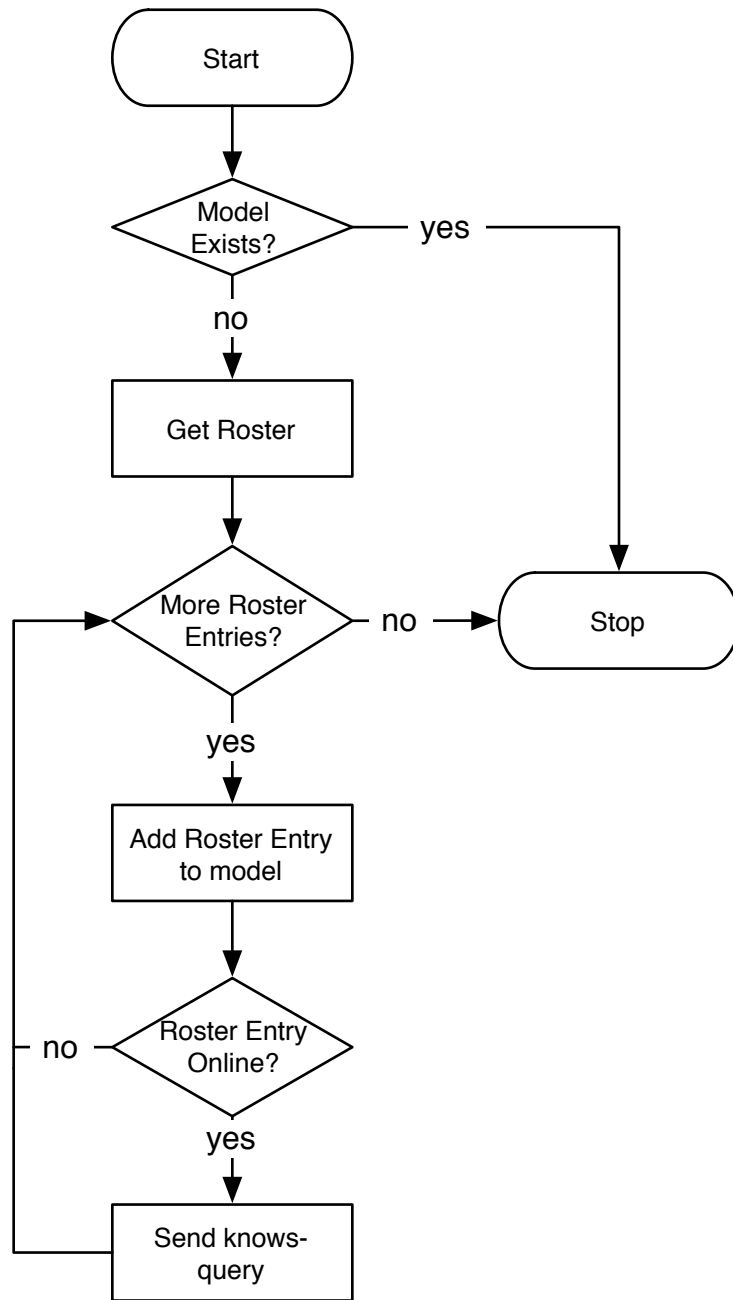 Start
Model
Exists?
yes
no
Get Roster
More Roster
Entries?
no
Stop
yes
Add Roster Entry
to model
Roster Entry
Online?
no
yes
Send knows-
query